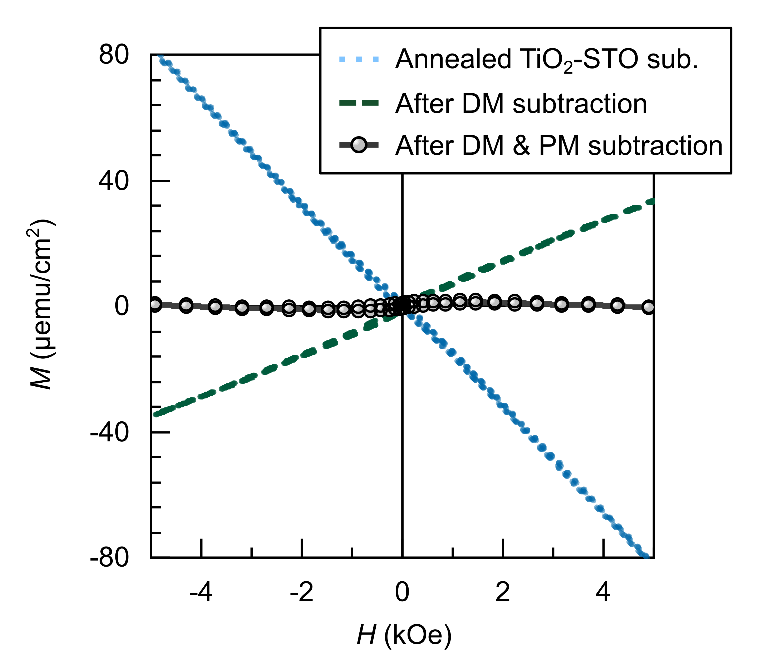 80
Annealed TiO₂-STO sub.
After DM subtraction
After DM & PM subtraction
40
0
-40
-80
M (μemu/cm²)
-4 -2 0 2 4
H (kOe)